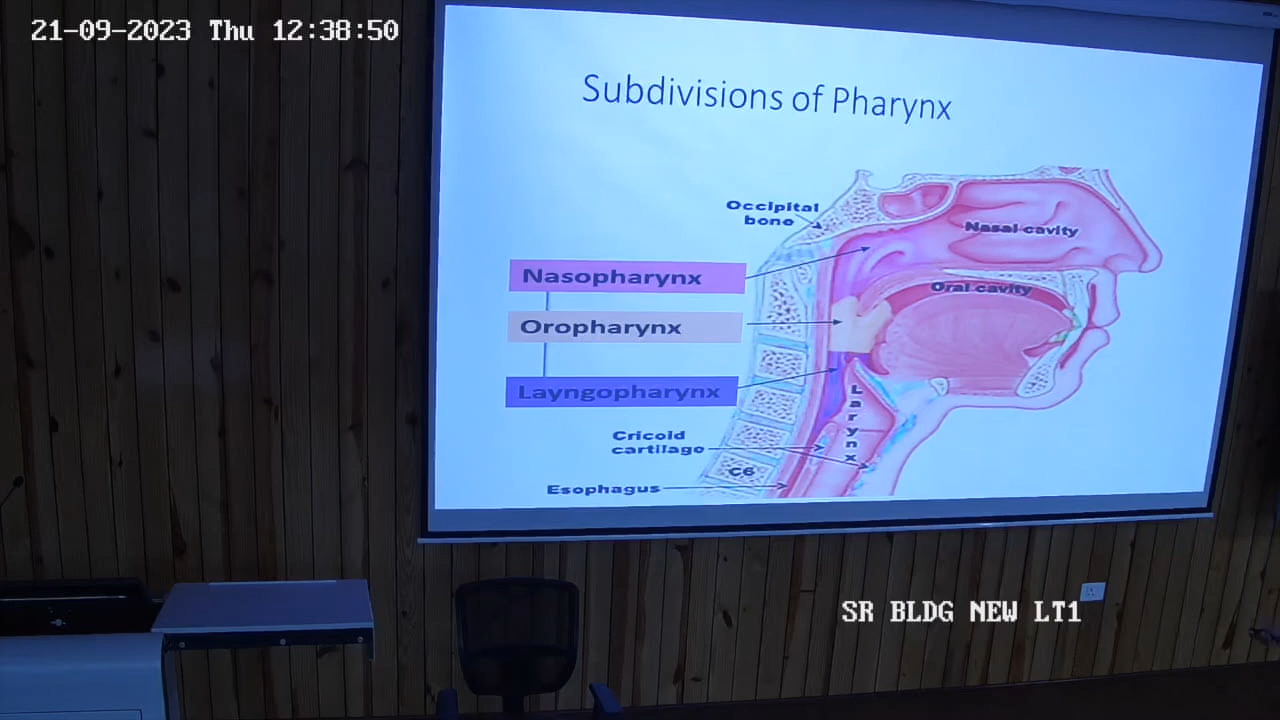 21-09-2023 Thu 12:38:50
Subdivisions of Pharynx
Occipital
bone
Nasal cavity
Nasopharynx
Oral cavity
Oropharynx
Layngopharynx
Larynx
Cricoid
cartilago
C6
Esophagus
SR BLDG NEW LT1